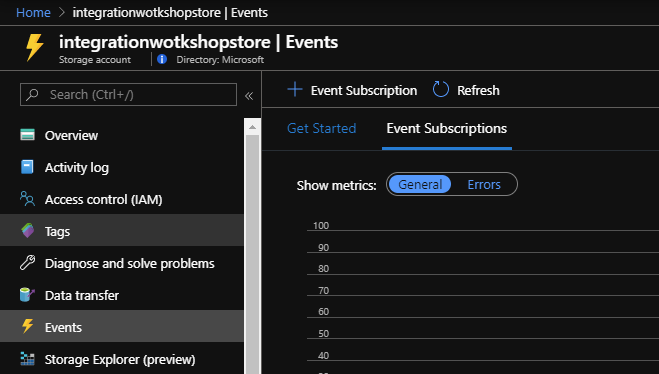 Home > integrationwotkshopstore | Events
integrationwotkshopstore | Events
Storage account | Directory: Microsoft
Search (Ctrl+/) «
+ Event Subscription Refresh
Get Started Event Subscriptions
Overview
Activity log
Access control (IAM)
Tags
Diagnose and solve problems
Data transfer
Events
Storage Explorer (preview)
Show metrics: General Errors
100
90
80
70
60
50
40